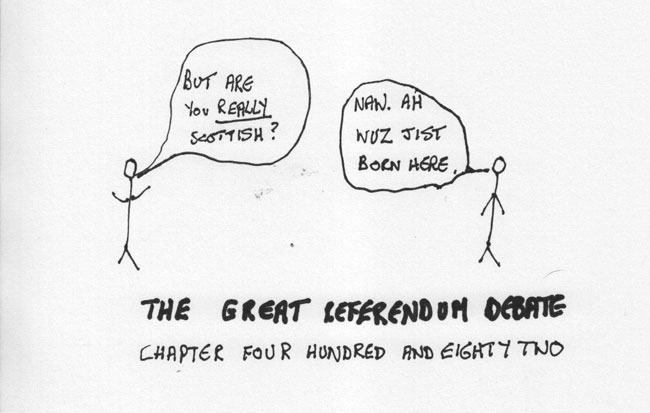 BUT ARE
YOU REALLY
SCOTTISH?
NAW. AH
WUZ JIST
BORN HERE.
THE GREAT REFERENDUM DEBATE
CHAPTER FOUR HUNDRED AND EIGHTY TWO